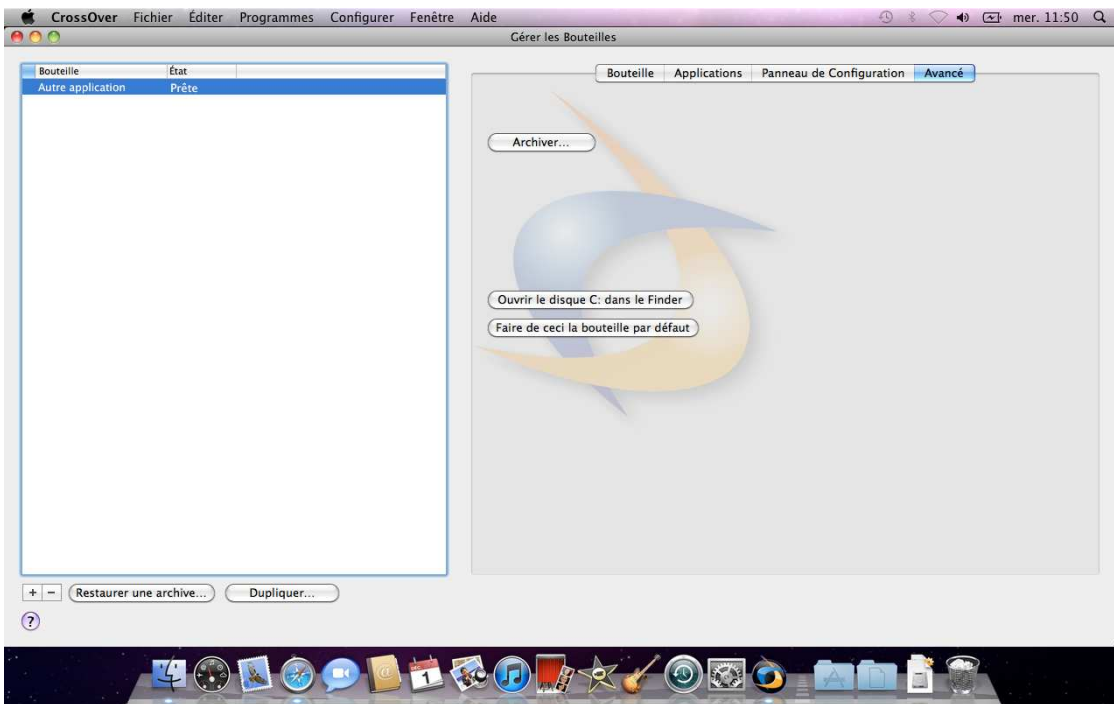 CrossOver Fichier Éditer Programmes Configurer Fenêtre Aide mer. 11:50
Gérer les Bouteilles
Bouteille État
Autre application Prête
Bouteille Applications Panneau de Configuration Avancé
Archiver...
Ouvrir le disque C: dans le Finder
Faire de ceci la bouteille par défaut
+ − Restaurer une archive... Dupliquer...
?
1